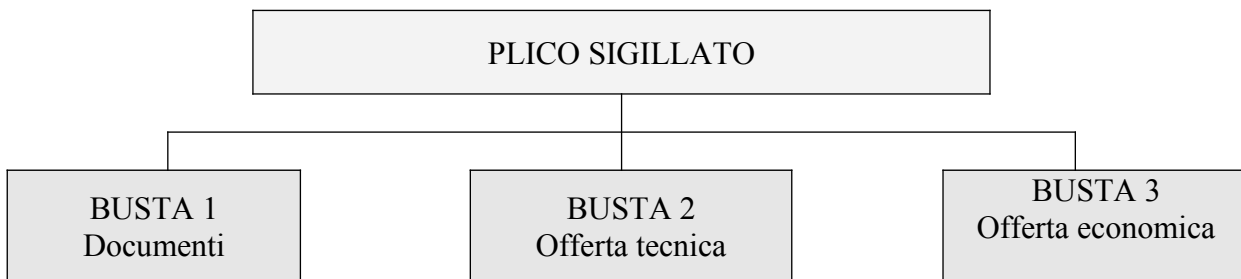 PLICO SIGILLATO
BUSTA 1
Documenti
BUSTA 2
Offerta tecnica
BUSTA 3
Offerta economica